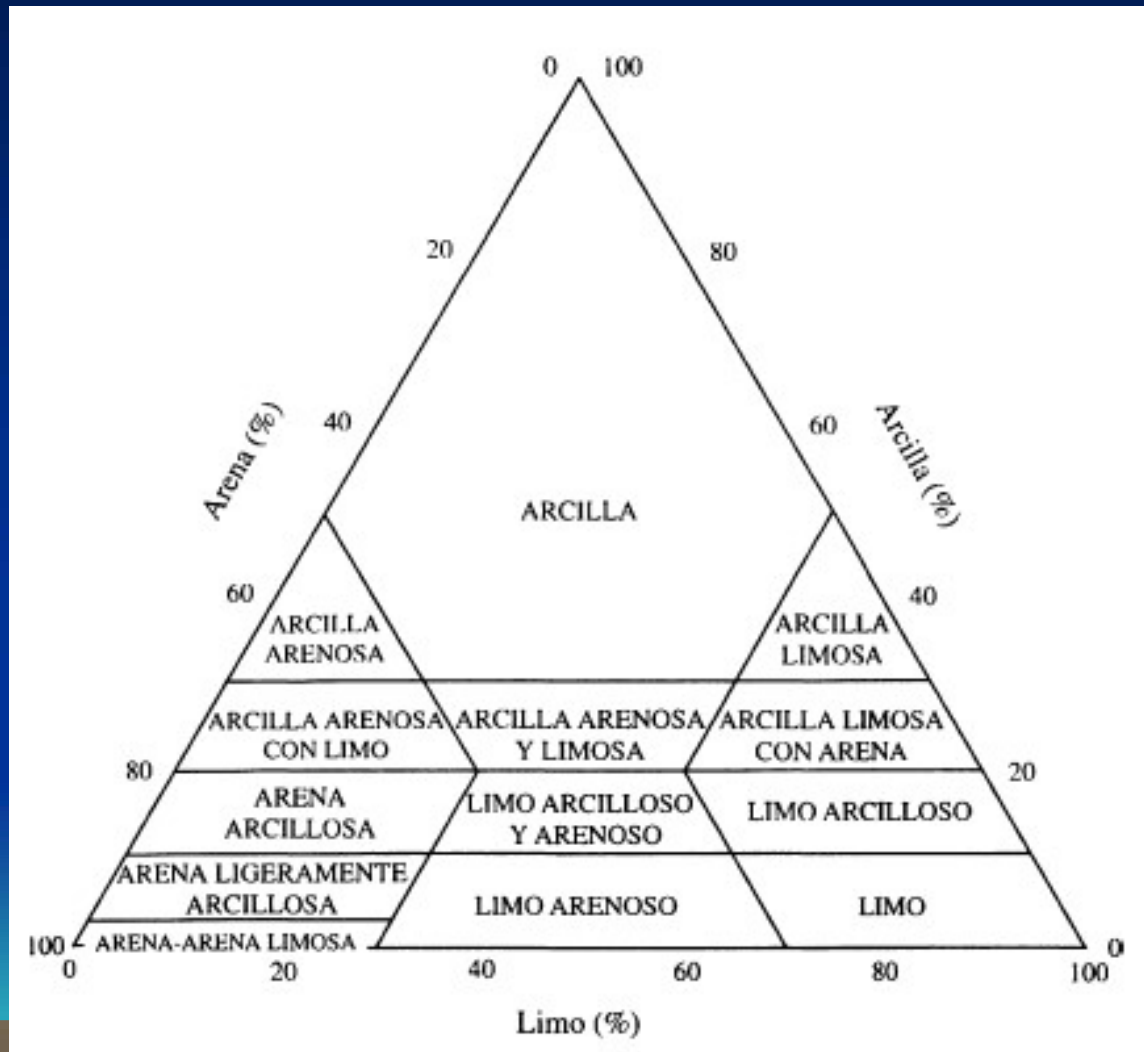 0 100
20
80
40
60
Arena (%)
Arcilla (%)
ARCILLA
60
40
ARCILLA
ARENOSA
ARCILLA
LIMOSA
ARCILLA ARENOSA
CON LIMO
ARCILLA ARENOSA
Y LIMOSA
ARCILLA LIMOSA
CON ARENA
80
20
ARENA
ARCILLOSA
LIMO ARCILLOSO
Y ARENOSO
LIMO ARCILLOSO
ARENA LIGERAMENTE
ARCILLOSA
LIMO ARENOSO
LIMO
100
ARENA-ARENA LIMOSA
0
0
20
40
60
80
100
Limo (%)